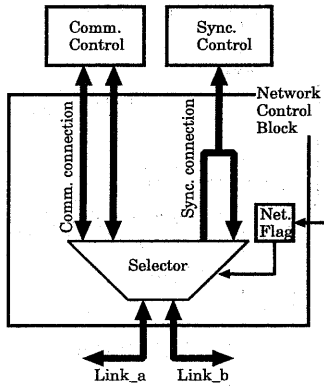 Comm.
Control
Sync.
Control
Network
Control
Block
Comm. connection
Sync. connection
Net.
Flag
Selector
Link_a
Link_b